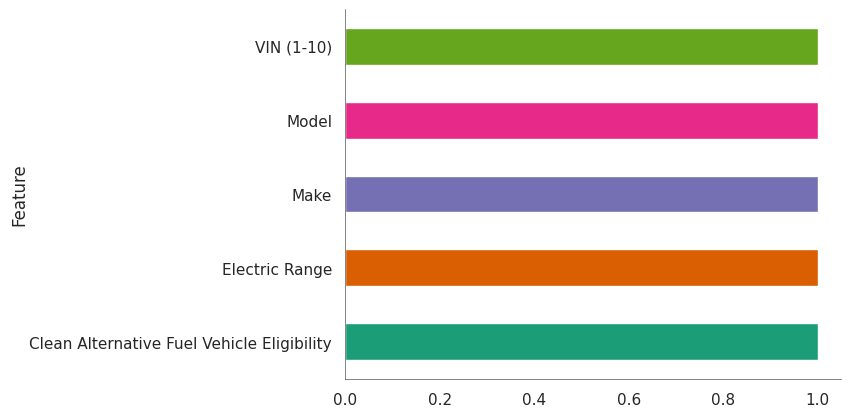 VIN (1-10)
Model
Make
Electric Range
Clean Alternative Fuel Vehicle Eligibility
Feature
0.0 0.2 0.4 0.6 0.8 1.0